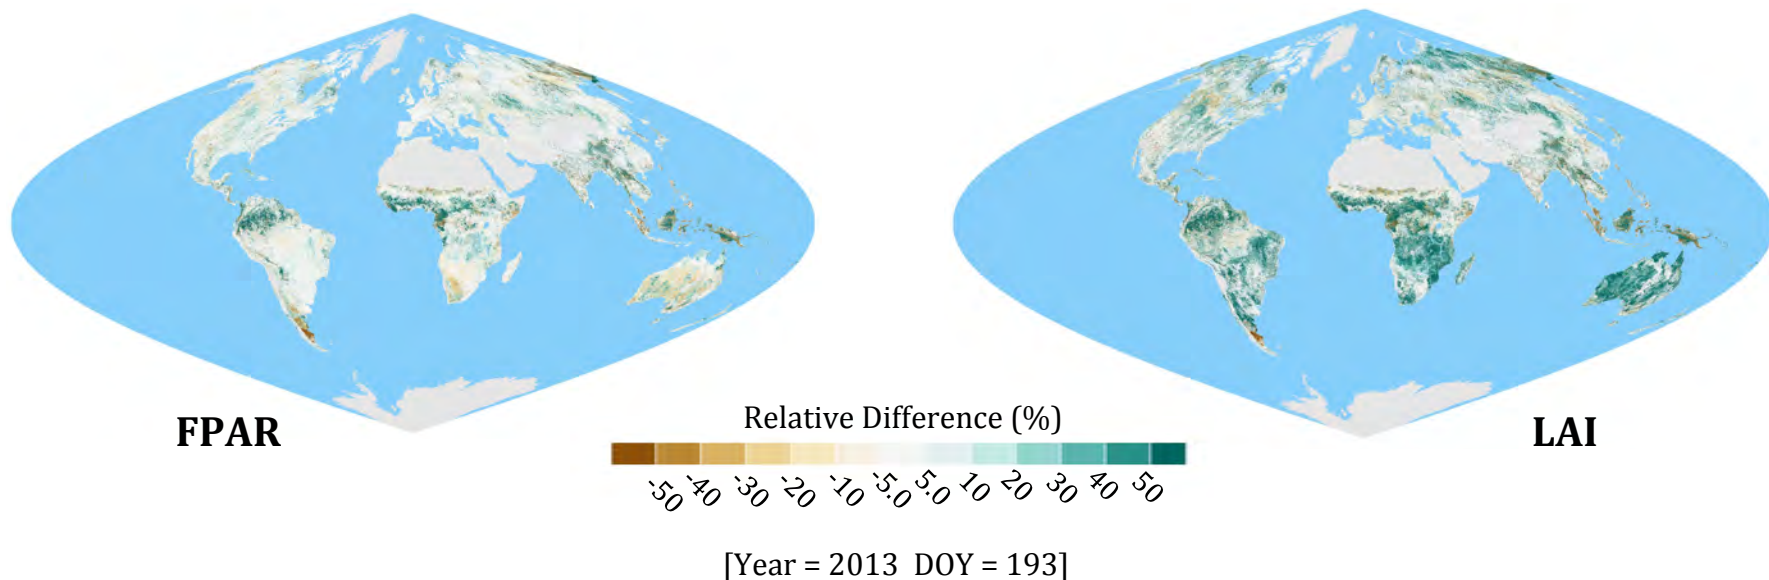 FPAR
LAI
Relative Difference (%)
-50 -40 -30 -20 -10 -5.0 5.0 10 20 30 40 50
[Year = 2013 DOY = 193]